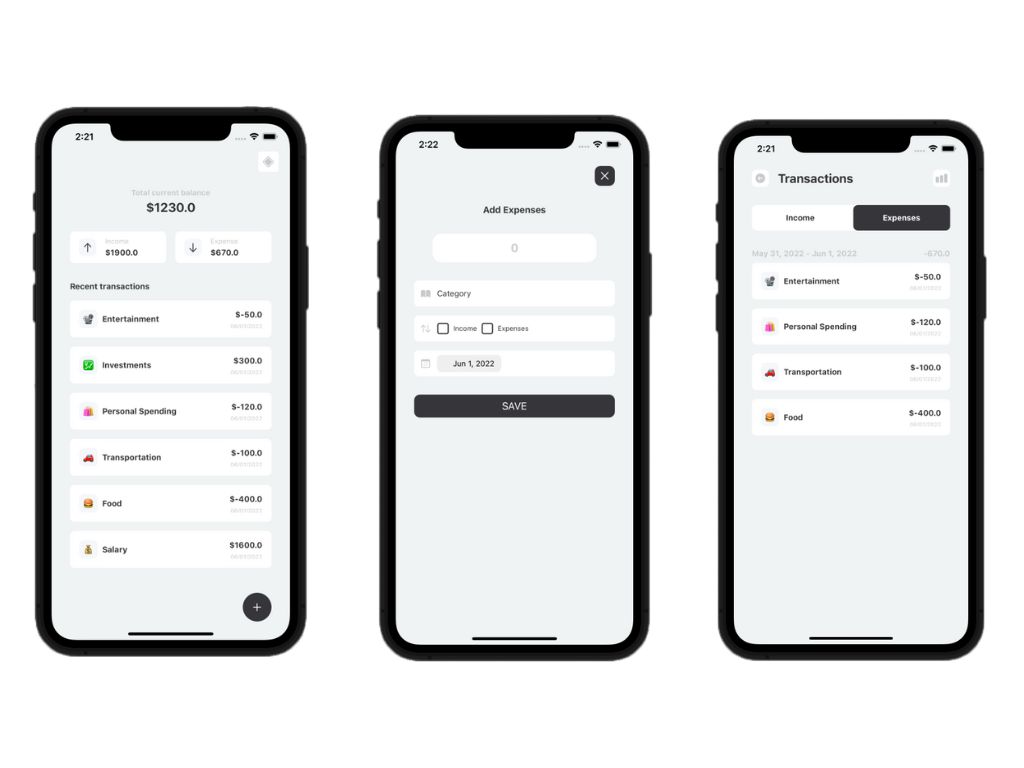 2:21
Total current balance
$1230.0
Income
$1900.0
Expense
$670.0
Recent transactions
Entertainment
$-50.0
06/01/2022
Investments
$300.0
06/01/2022
Personal Spending
$-120.0
06/01/2022
Transportation
$-100.0
06/01/2022
Food
$-400.0
06/01/2022
Salary
$1600.0
06/01/2022
+
2:22
Add Expenses
0
Category
Income
Expenses
Jun 1, 2022
SAVE
2:21
Transactions
Income
Expenses
May 31, 2022 - Jun 1, 2022
-670.0
Entertainment
$-50.0
06/01/2022
Personal Spending
$-120.0
06/01/2022
Transportation
$-100.0
06/01/2022
Food
$-400.0
06/01/2022